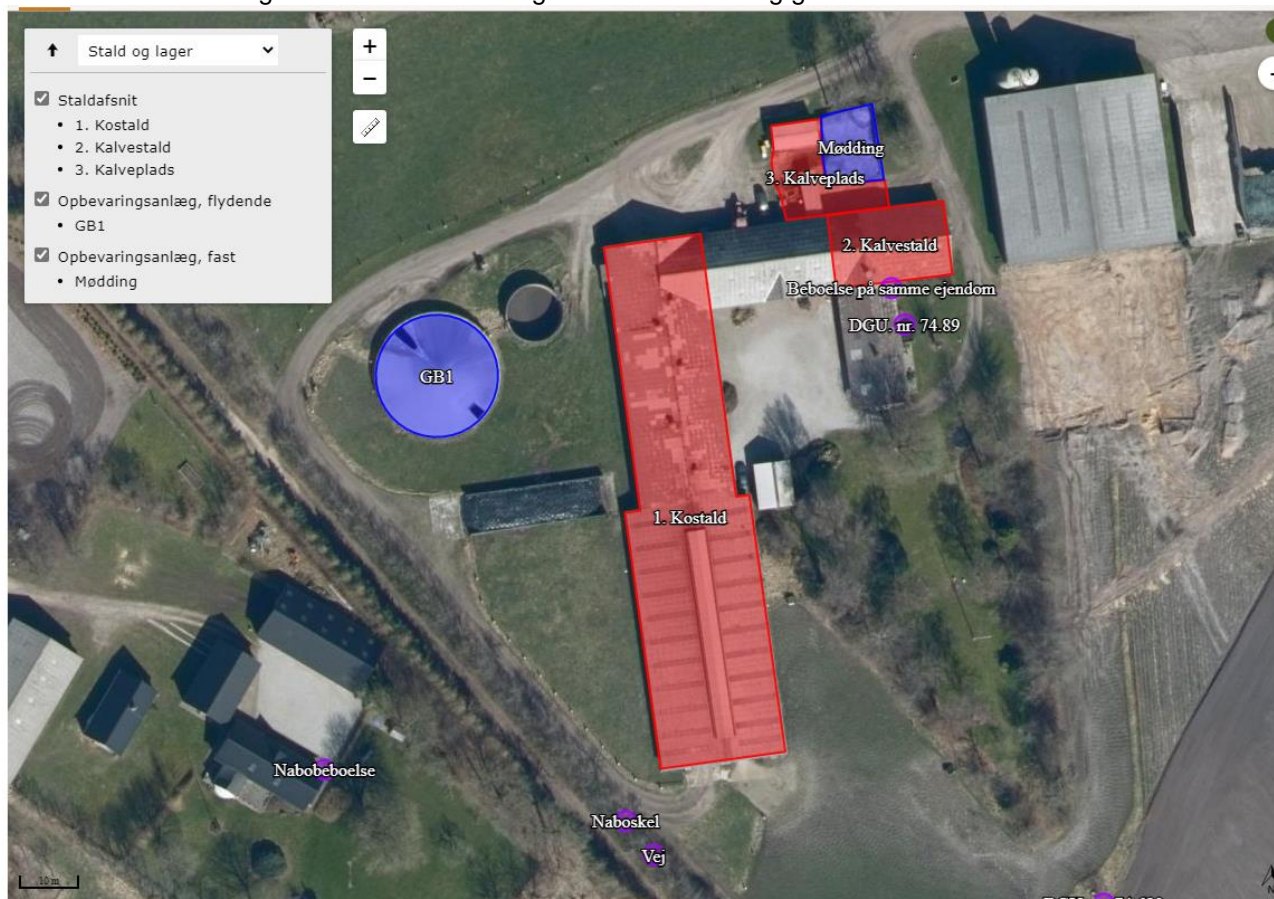 Stald og lager
Staldafsnit
1. Kostald
2. Kalvestald
3. Kalveplads
Opbevaringsanlæg, flydende
GB1
Opbevaringsanlæg, fast
Mødding
+
−
Mødding
3. Kalveplads
2. Kalvestald
Beboelse på samme ejendom
DGU. nr. 74.89
GB1
1. Kostald
Nabobeboelse
Naboskel
Vej
10 m
N